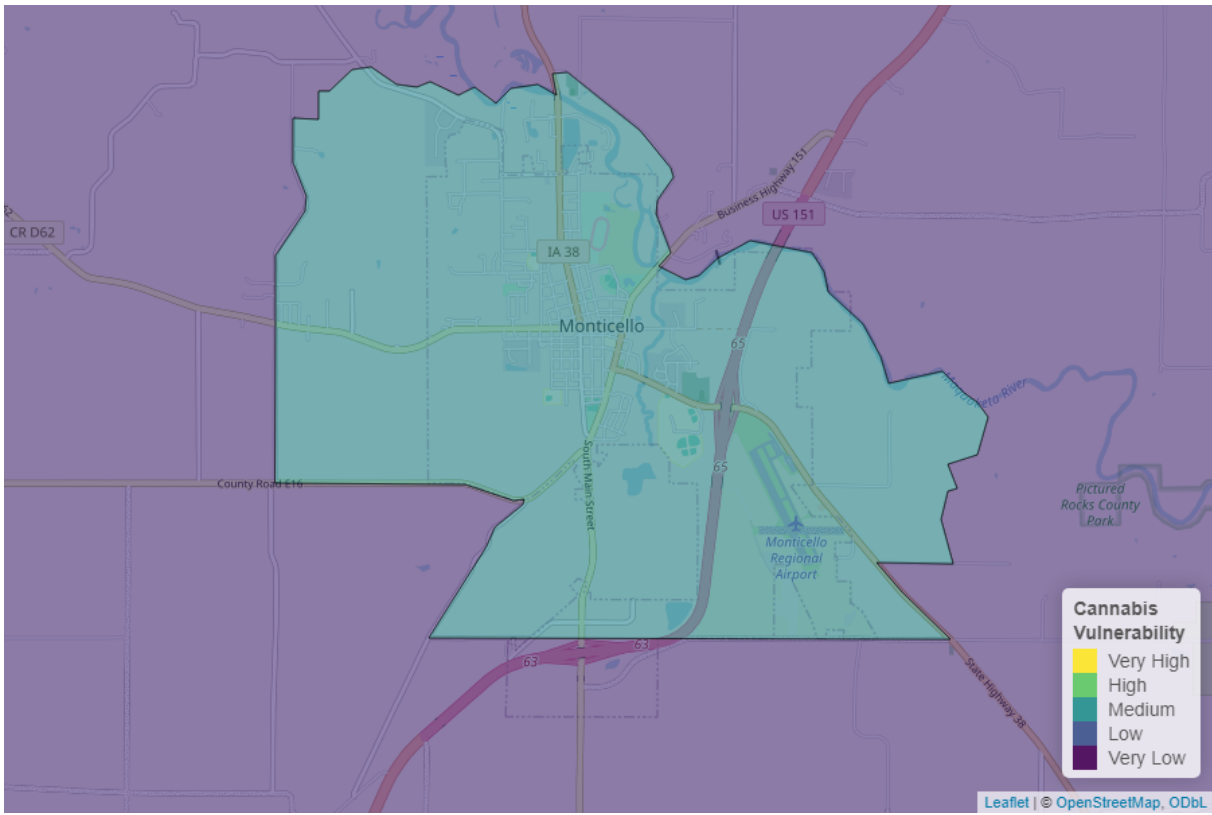 Business Highway 151
US 151
62
CR D62
IA 38
Monticello
65
Maquoketa River
65
South Main Street
County Road E16
Pictured
Rocks County
Park
Monticello
Regional
Airport
63
63
State Highway 38
Cannabis
Vulnerability
Very High
High
Medium
Low
Very Low
Leaflet | © OpenStreetMap, ODbL